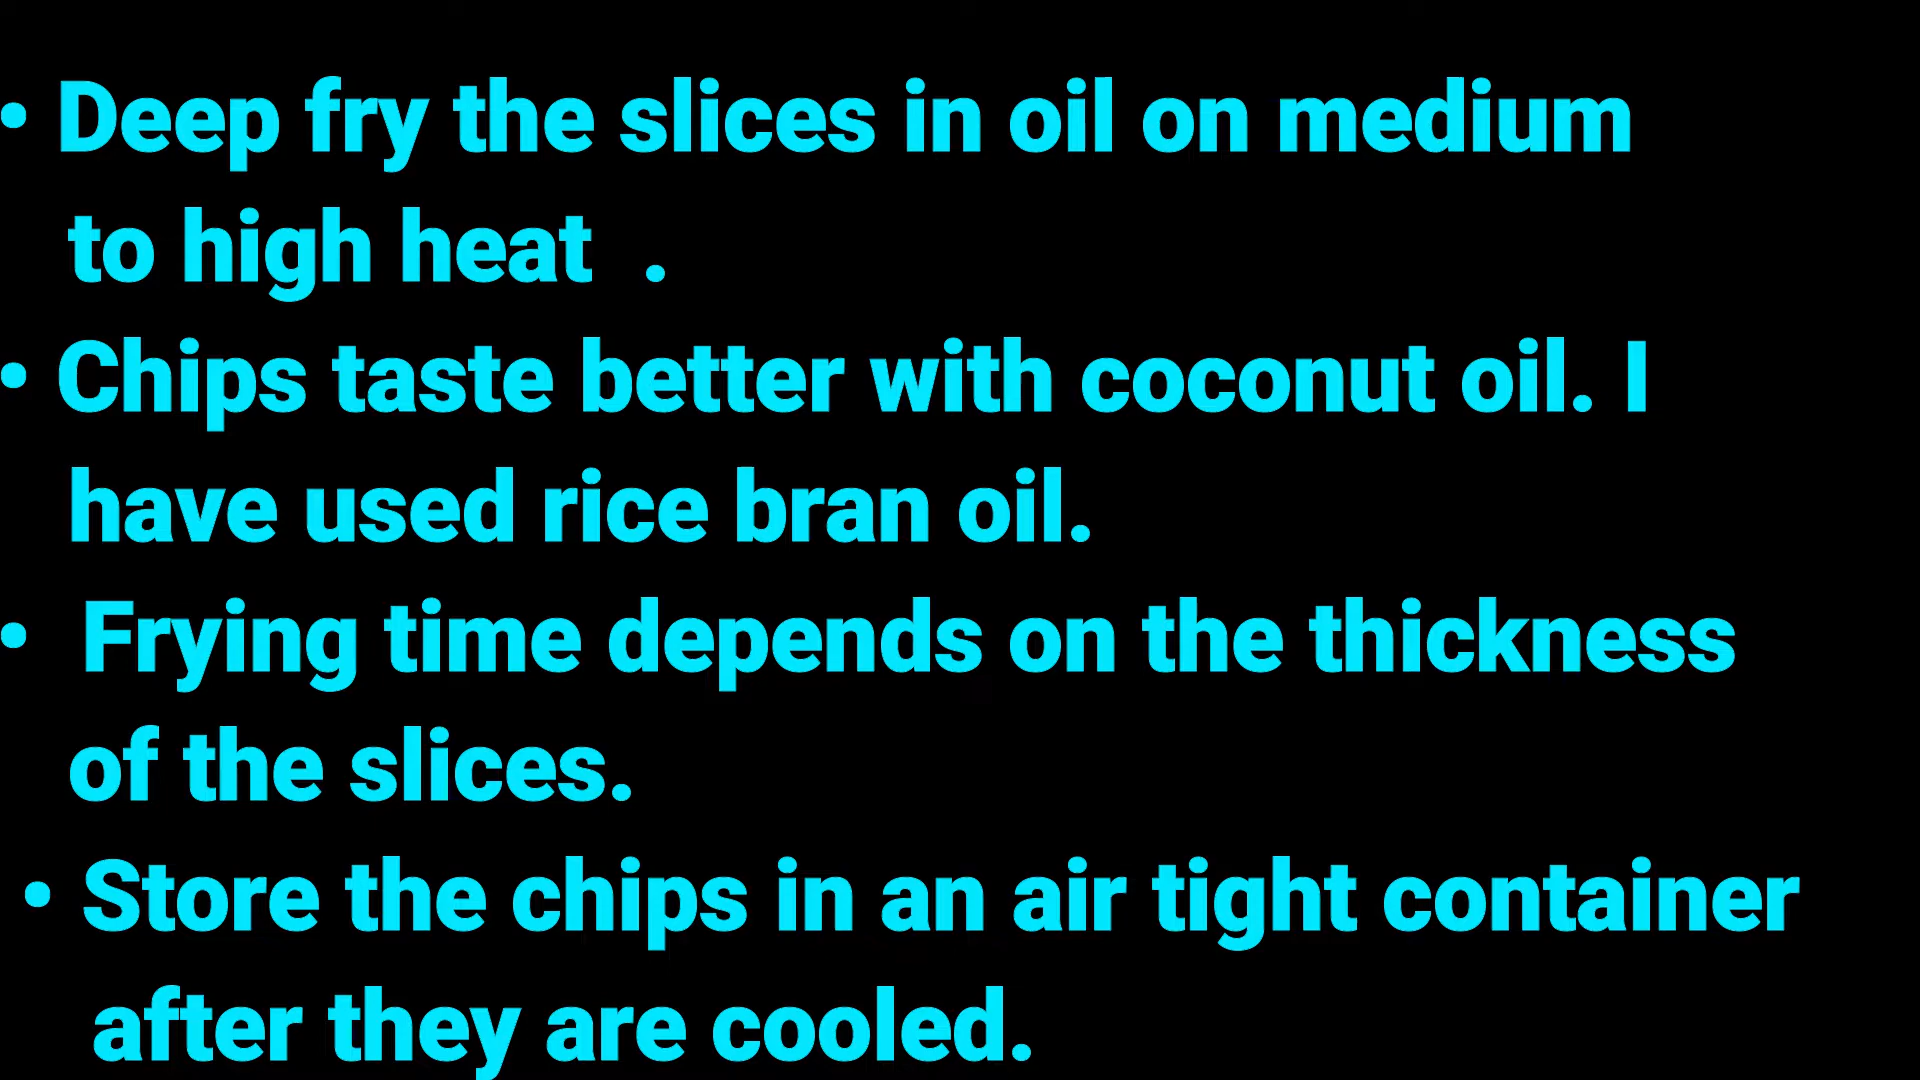 • Deep fry the slices in oil on medium
to high heat  .
• Chips taste better with coconut oil. I
have used rice bran oil.
•  Frying time depends on the thickness
of the slices.
• Store the chips in an air tight container
after they are cooled.